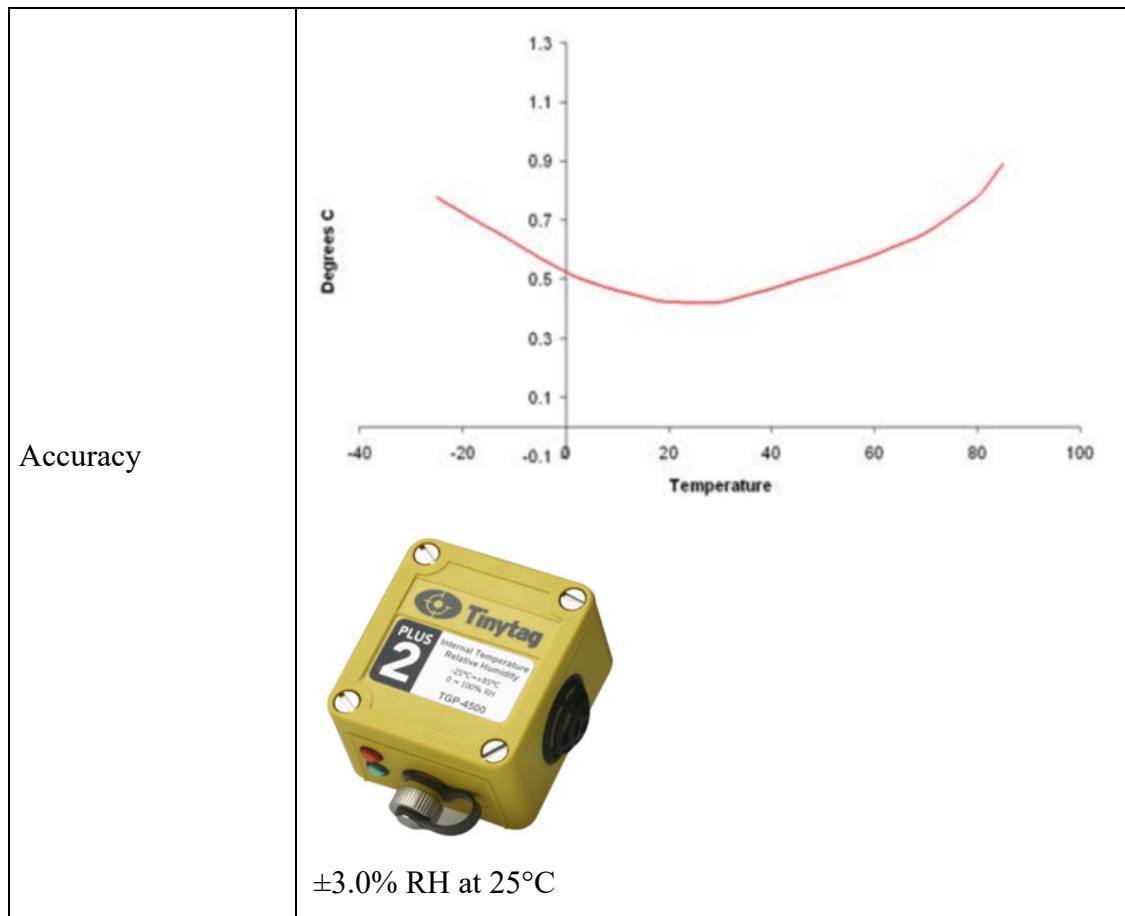 Accuracy
1.3
1.1
0.9
0.7
0.5
0.3
0.1
-0.1
Degrees C
-40 -20 0 20 40 60 80 100
Temperature
Tinytag
PLUS
2
Internal Temperature
Relative Humidity
-25°C→+85°C
0 → 100% RH
TGP-4500
±3.0% RH at 25°C